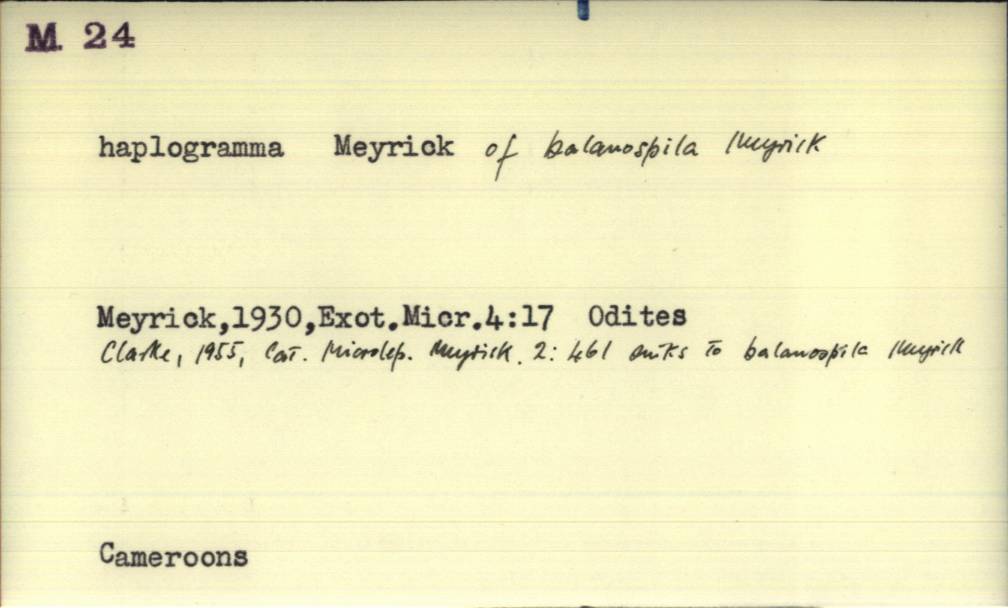 M. 24
haplogramma Meyrick of balanospila Meyrick
Meyrick,1930,Exot.Micr.4:17 Odites
Clarke, 1955, Cat. Microlep. Meyrick. 2: 461 sinks to balanospila Meyrick
Cameroons